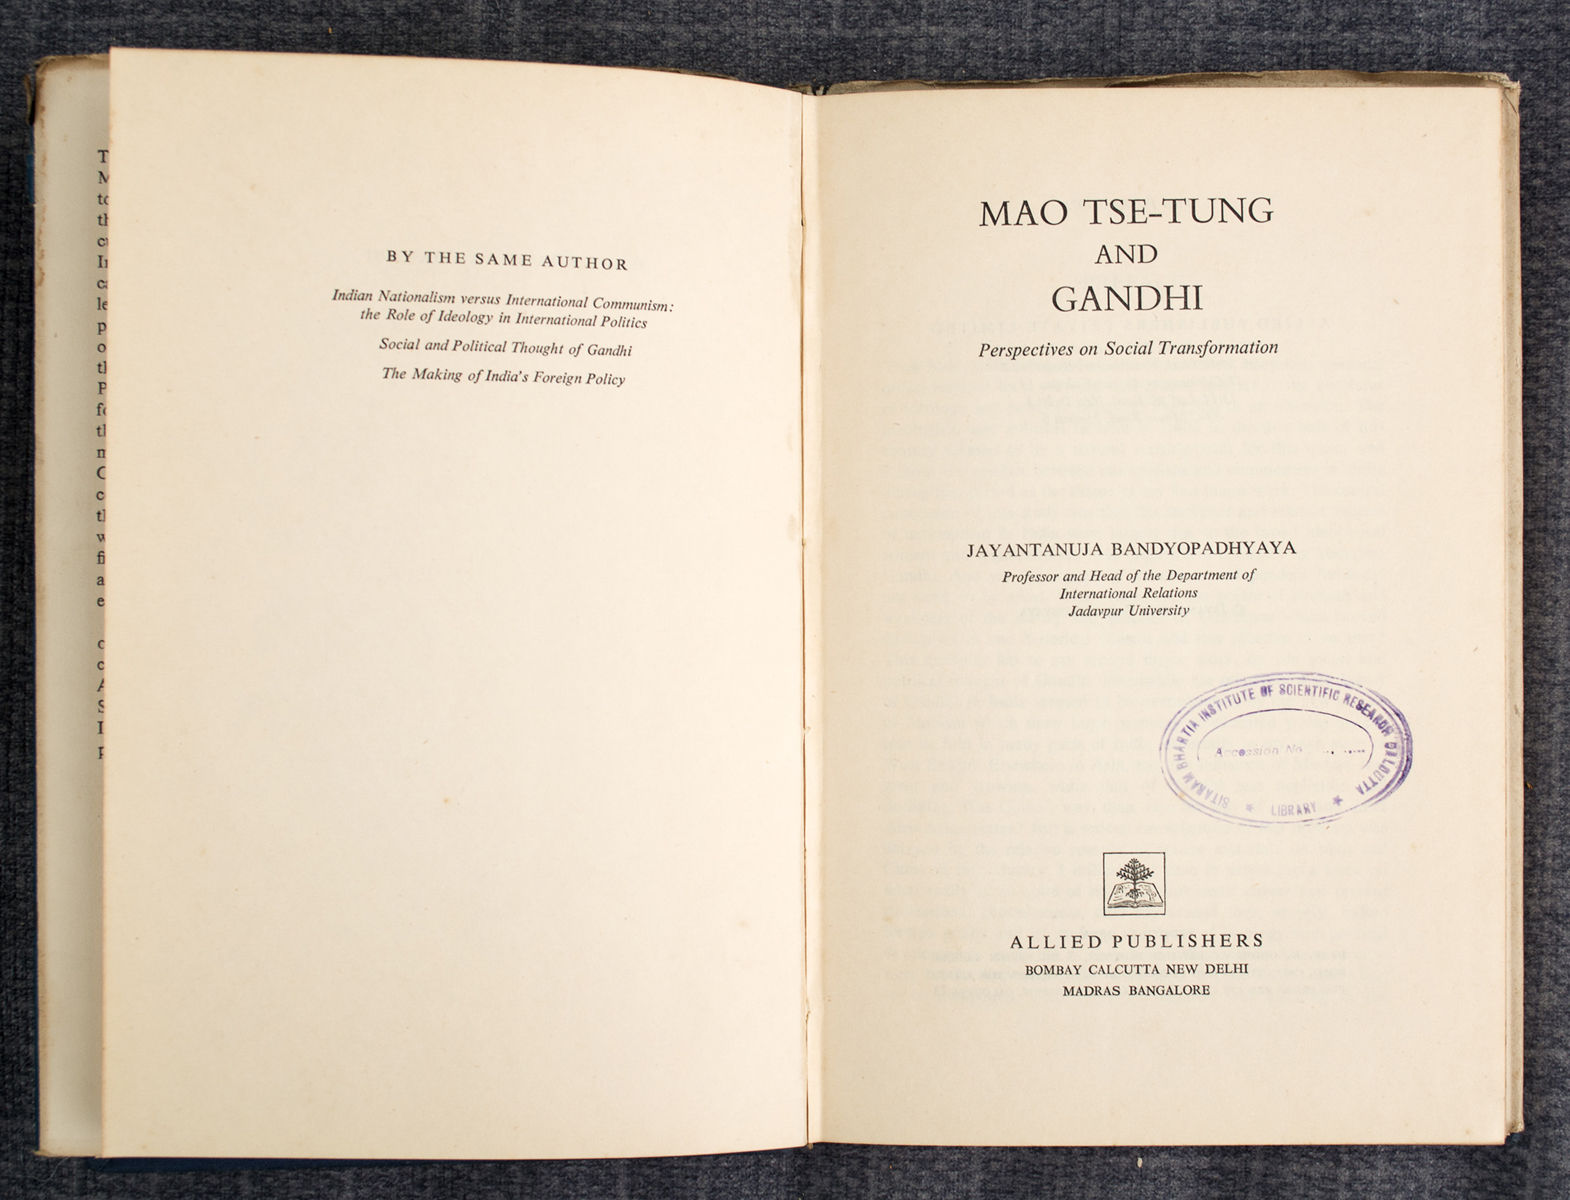 BY THE SAME AUTHOR
Indian Nationalism versus International Communism:
the Role of Ideology in International Politics
Social and Political Thought of Gandhi
The Making of India's Foreign Policy
MAO TSE-TUNG
AND
GANDHI
Perspectives on Social Transformation
JAYANTANUJA BANDYOPADHYAYA
Professor and Head of the Department of
International Relations
Jadavpur University
SITARAM BHARTIA INSTITUTE OF SCIENTIFIC RESEARCH CALCUTTA
Accession No
LIBRARY
ALLIED PUBLISHERS
BOMBAY CALCUTTA NEW DELHI
MADRAS BANGALORE